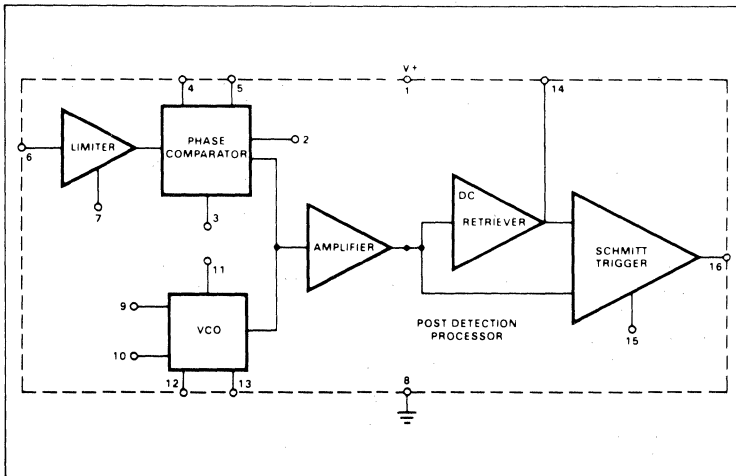 V+
1
4
5
14
6
LIMITER
PHASE
COMPARATOR
2
7
3
DC
RETRIEVER
AMPLIFIER
SCHMITT
TRIGGER
16
11
9
VCO
10
POST DETECTION
PROCESSOR
15
12
13
8